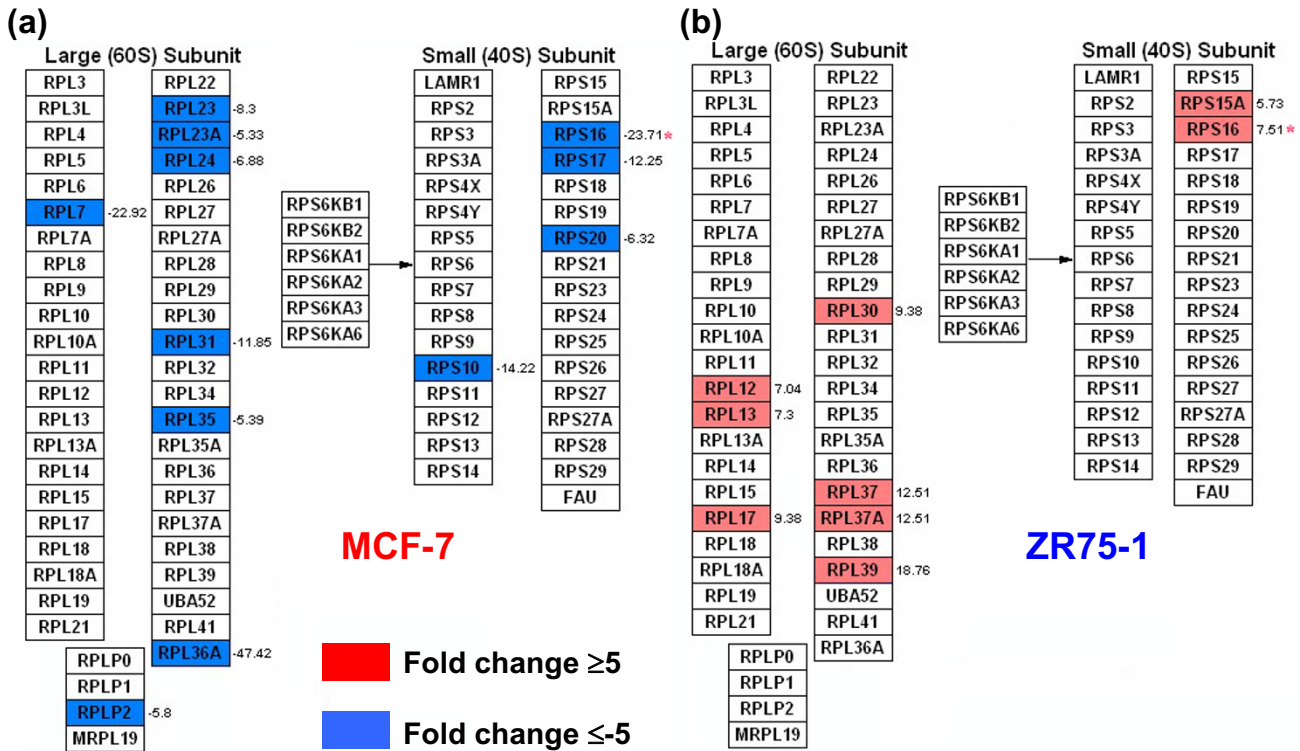 (a)
Large (60S) Subunit
RPL3
RPL3L
RPL4
RPL5
RPL6
RPL7 -22.92
RPL7A
RPL8
RPL9
RPL10
RPL10A
RPL11
RPL12
RPL13
RPL13A
RPL14
RPL15
RPL17
RPL18
RPL18A
RPL19
RPL21
RPL22
RPL23 -8.3
RPL23A -5.33
RPL24 -6.88
RPL26
RPL27
RPL27A
RPL28
RPL29
RPL30
RPL31 -11.85
RPL32
RPL34
RPL35 -5.39
RPL35A
RPL36
RPL37
RPL37A
RPL38
RPL39
UBA52
RPL41
RPL36A -47.42
RPLP0
RPLP1
RPLP2 -5.8
MRPL19
RPS6KB1
RPS6KB2
RPS6KA1
RPS6KA2
RPS6KA3
RPS6KA6
Small (40S) Subunit
LAMR1
RPS2
RPS3
RPS3A
RPS4X
RPS4Y
RPS5
RPS6
RPS7
RPS8
RPS9
RPS10 -14.22
RPS11
RPS12
RPS13
RPS14
RPS15
RPS15A
RPS16 -23.71*
RPS17 -12.25
RPS18
RPS19
RPS20 -6.32
RPS21
RPS23
RPS24
RPS25
RPS26
RPS27
RPS27A
RPS28
RPS29
FAU
MCF-7
Fold change ≥5
Fold change ≤-5
(b)
Large (60S) Subunit
RPL3
RPL3L
RPL4
RPL5
RPL6
RPL7
RPL7A
RPL8
RPL9
RPL10
RPL10A
RPL11
RPL12 7.04
RPL13 7.3
RPL13A
RPL14
RPL15
RPL17 9.38
RPL18
RPL18A
RPL19
RPL21
RPL22
RPL23
RPL23A
RPL24
RPL26
RPL27
RPL27A
RPL28
RPL29
RPL30 9.38
RPL31
RPL32
RPL34
RPL35
RPL35A
RPL36
RPL37 12.51
RPL37A 12.51
RPL38
RPL39 18.76
UBA52
RPL41
RPL36A
RPLP0
RPLP1
RPLP2
MRPL19
RPS6KB1
RPS6KB2
RPS6KA1
RPS6KA2
RPS6KA3
RPS6KA6
Small (40S) Subunit
LAMR1
RPS2
RPS3
RPS3A
RPS4X
RPS4Y
RPS5
RPS6
RPS7
RPS8
RPS9
RPS10
RPS11
RPS12
RPS13
RPS14
RPS15
RPS15A 5.73
RPS16 7.51*
RPS17
RPS18
RPS19
RPS20
RPS21
RPS23
RPS24
RPS25
RPS26
RPS27
RPS27A
RPS28
RPS29
FAU
ZR75-1